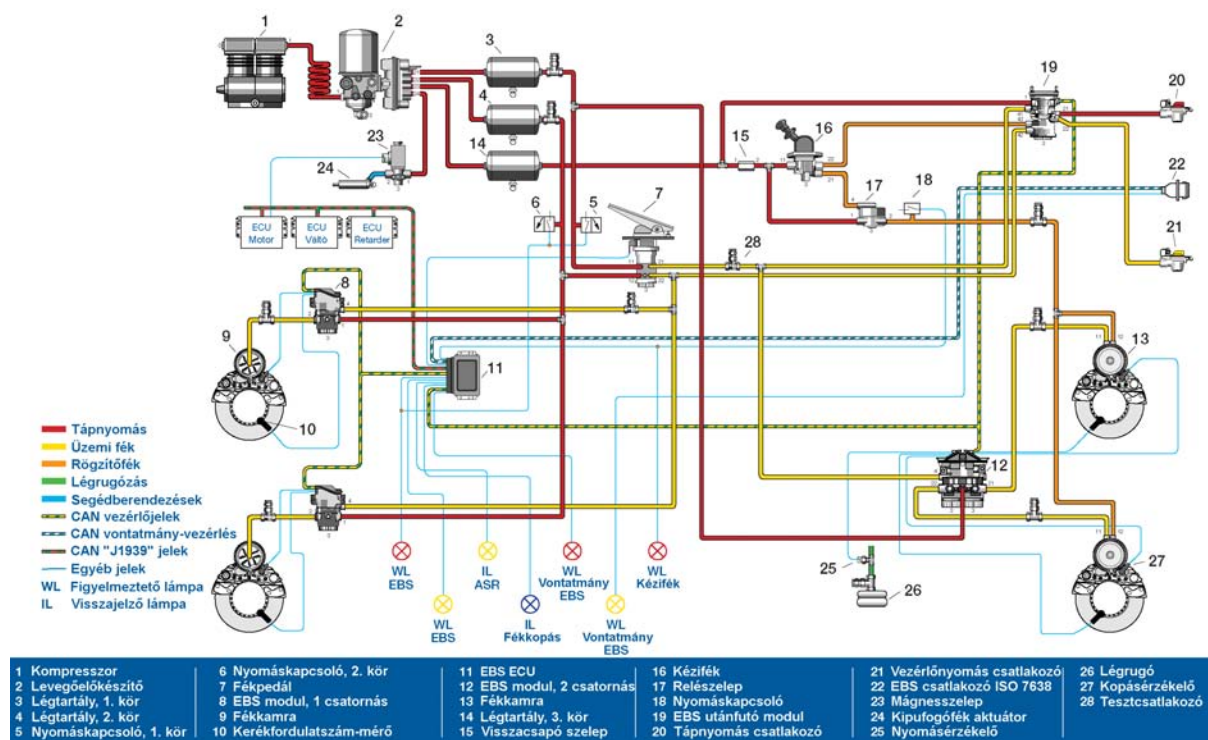 1
2
3
4
14
23
24
15
16
17
18
19
20
22
21
6
5
7
28
ECU
Motor
ECU
Váltó
ECU
Retarder
8
9
10
11
12
13
25
26
27
Tápnyomás
Üzemi fék
Rögzítőfék
Légrugózás
Segédberendezések
CAN vezérlőjelek
CAN vontatmány-vezérlés
CAN "J1939" jelek
Egyéb jelek
WL Figyelmeztető lámpa
IL Visszajelző lámpa
WL
EBS
WL
EBS
IL
ASR
IL
Fékkopás
WL
Vontatmány
EBS
WL
Vontatmány
EBS
WL
Kézifék
1 Kompresszor
2 Levegőelőkészítő
3 Légtartály, 1. kör
4 Légtartály, 2. kör
5 Nyomáskapcsoló, 1. kör
6 Nyomáskapcsoló, 2. kör
7 Fékpedál
8 EBS modul, 1 csatornás
9 Fékkamra
10 Kerékfordulatszám-mérő
11 EBS ECU
12 EBS modul, 2 csatornás
13 Fékkamra
14 Légtartály, 3. kör
15 Visszacsapó szelep
16 Kézifék
17 Relészelep
18 Nyomáskapcsoló
19 EBS utánfutó modul
20 Tápnyomás csatlakozó
21 Vezérlőnyomás csatlakozó
22 EBS csatlakozó ISO 7638
23 Mágnesszelep
24 Kipufogófék aktuátor
25 Nyomásérzékelő
26 Légrugó
27 Kopásérzékelő
28 Tesztcsatlakozó